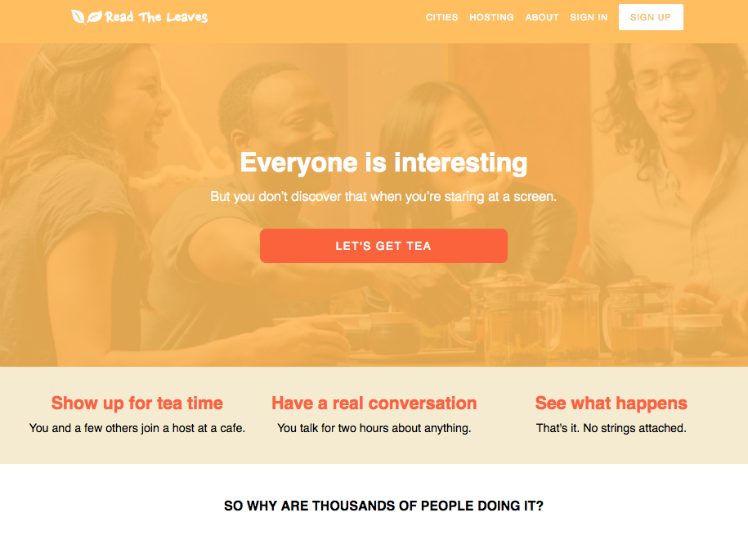 Read The Leaves
CITIES HOSTING ABOUT SIGN IN SIGN UP
Everyone is interesting
But you don't discover that when you're staring at a screen.
LET'S GET TEA
Show up for tea time
You and a few others join a host at a cafe.
Have a real conversation
You talk for two hours about anything.
See what happens
That's it. No strings attached.
SO WHY ARE THOUSANDS OF PEOPLE DOING IT?